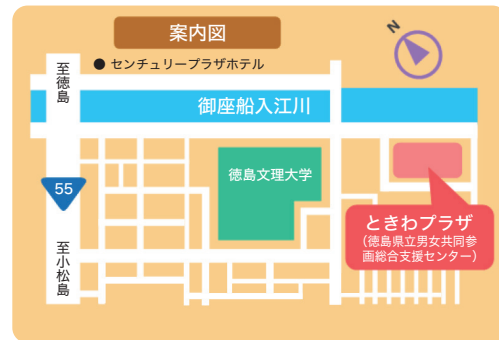 案内図
N
● センチュリープラザホテル
至徳島
御座船入江川
徳島文理大学
55
ときわプラザ
（徳島県立男女共同参
画総合支援センター）
至小松島